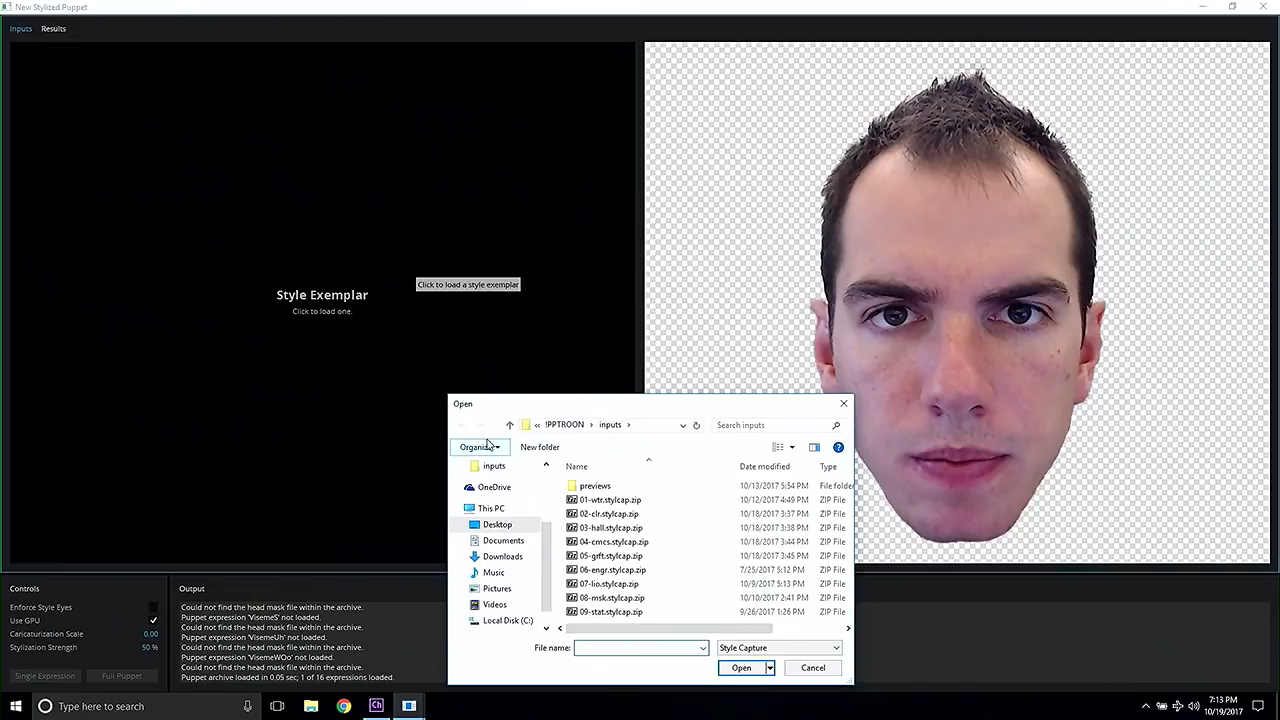 New Stylized Puppet
Inputs Results
Style Exemplar
Click to load one.
Click to load a style exemplar
Open
« !PPTROON › inputs ›
Search inputs
Organize
New folder
inputs
OneDrive
This PC
Desktop
Documents
Downloads
Music
Pictures
Videos
Local Disk (C:)
Name Date modified Type
previews 10/13/2017 5:54 PM File folder
01-wtr.stylcap.zip 10/12/2017 4:49 PM ZIP File
02-clr.stylcap.zip 10/18/2017 3:37 PM ZIP File
03-hall.stylcap.zip 10/18/2017 3:38 PM ZIP File
04-cmcs.stylcap.zip 10/18/2017 3:44 PM ZIP File
05-grft.stylcap.zip 10/18/2017 3:45 PM ZIP File
06-engr.stylcap.zip 7/25/2017 5:12 PM ZIP File
07-lio.stylcap.zip 10/9/2017 5:13 PM ZIP File
08-msk.stylcap.zip 10/10/2017 2:41 PM ZIP File
09-stat.stylcap.zip 9/26/2017 1:26 PM ZIP File
File name:
Style Capture
Open Cancel
Controls
Enforce Style Eyes
Use GPU
Caricaturization Scale 0.00
Stylization Strength 50 %
Single Expression Full Puppet
Output
Could not find the head mask file within the archive.
Puppet expression 'VisemeS' not loaded.
Could not find the head mask file within the archive.
Puppet expression 'VisemeUh' not loaded.
Could not find the head mask file within the archive.
Puppet expression 'VisemeWOo' not loaded.
Could not find the head mask file within the archive.
Puppet archive loaded in 0.05 sec; 1 of 16 expressions loaded.
Type here to search
Ch
7:13 PM
10/19/2017